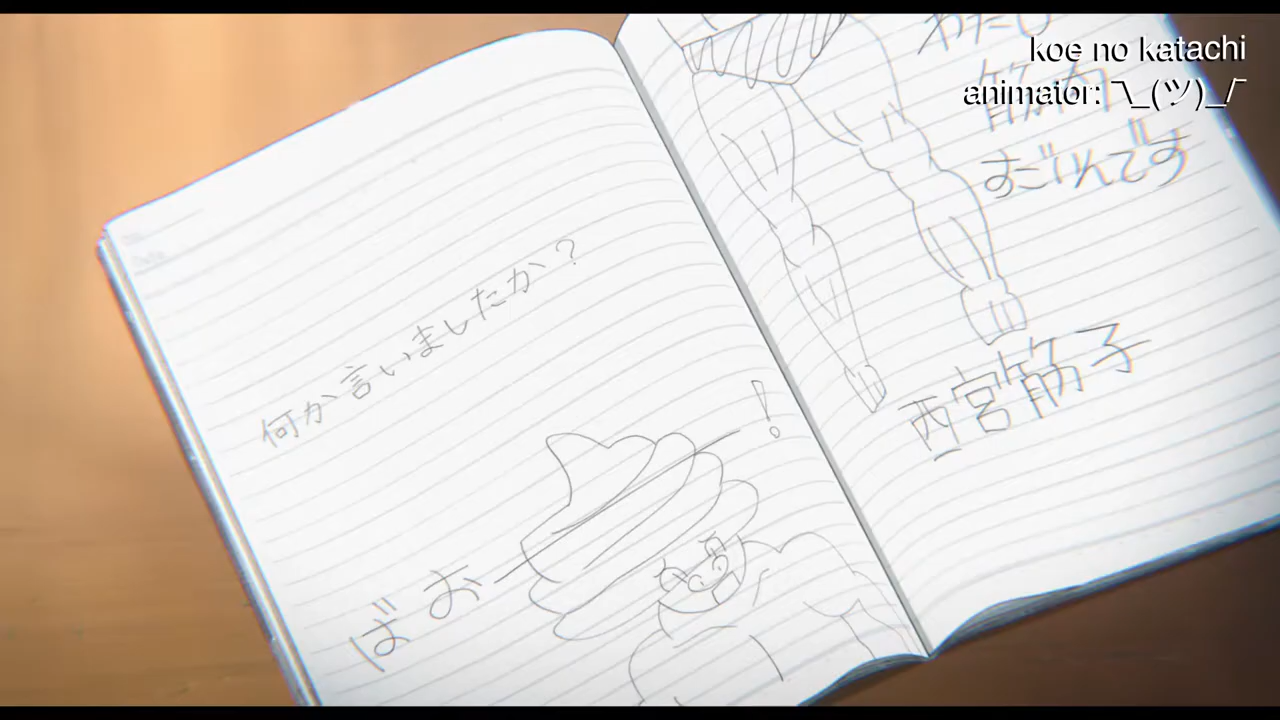 koe no katachi
animator: ¯\_(ツ)_/¯
何か言いましたか?
ばおー!
わたし
筋肉
すごいんです
西宮筋子